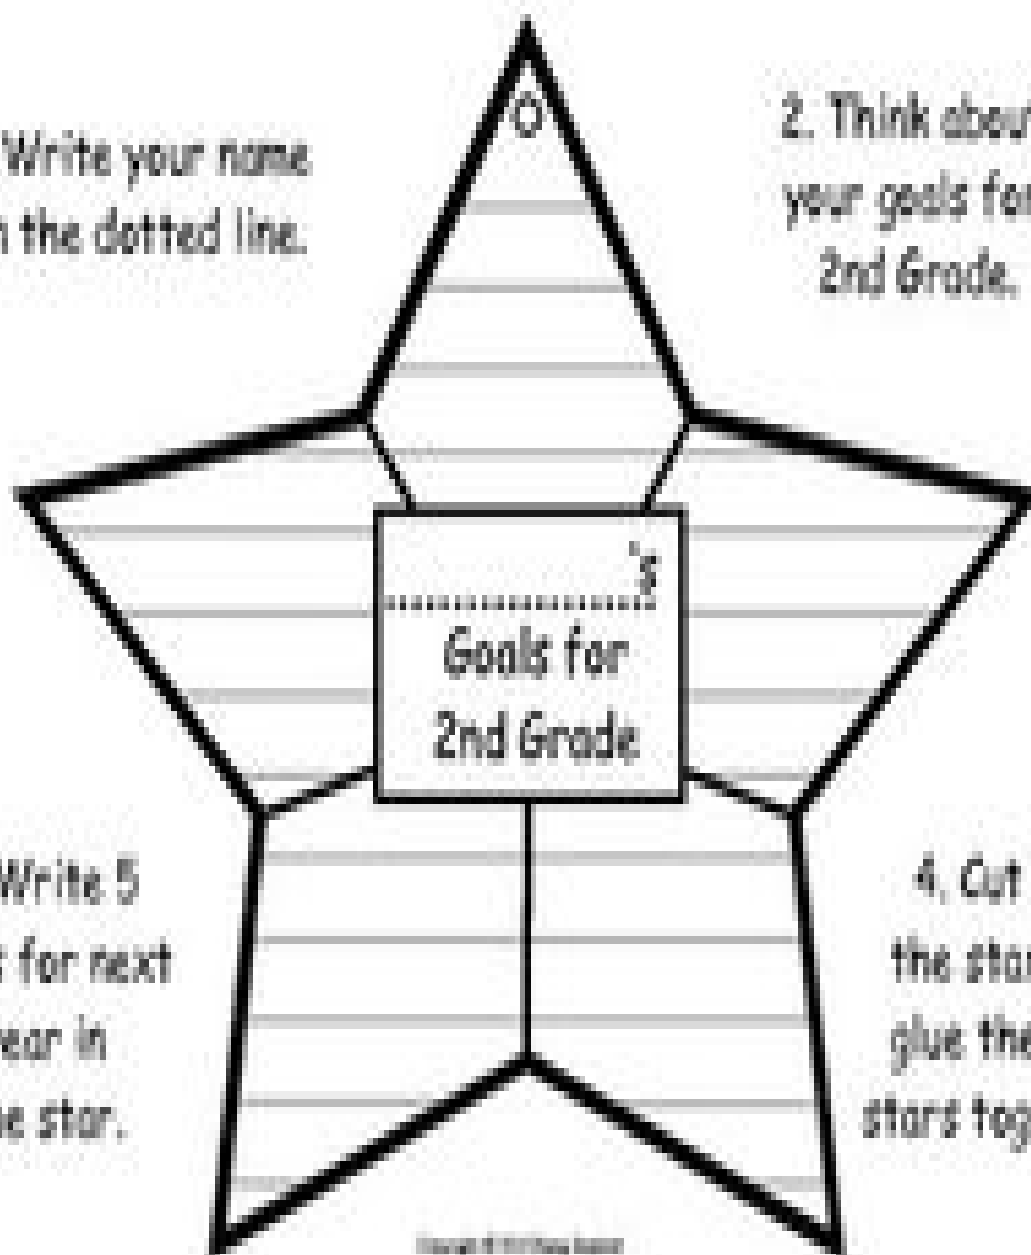 Write your name
the dotted line.
2. Think about
your goals for
2nd Grade.
's
Goals for
2nd Grade
Write 5
for next
ear in
e star.
4. Cut
the star
glue the
stars tog